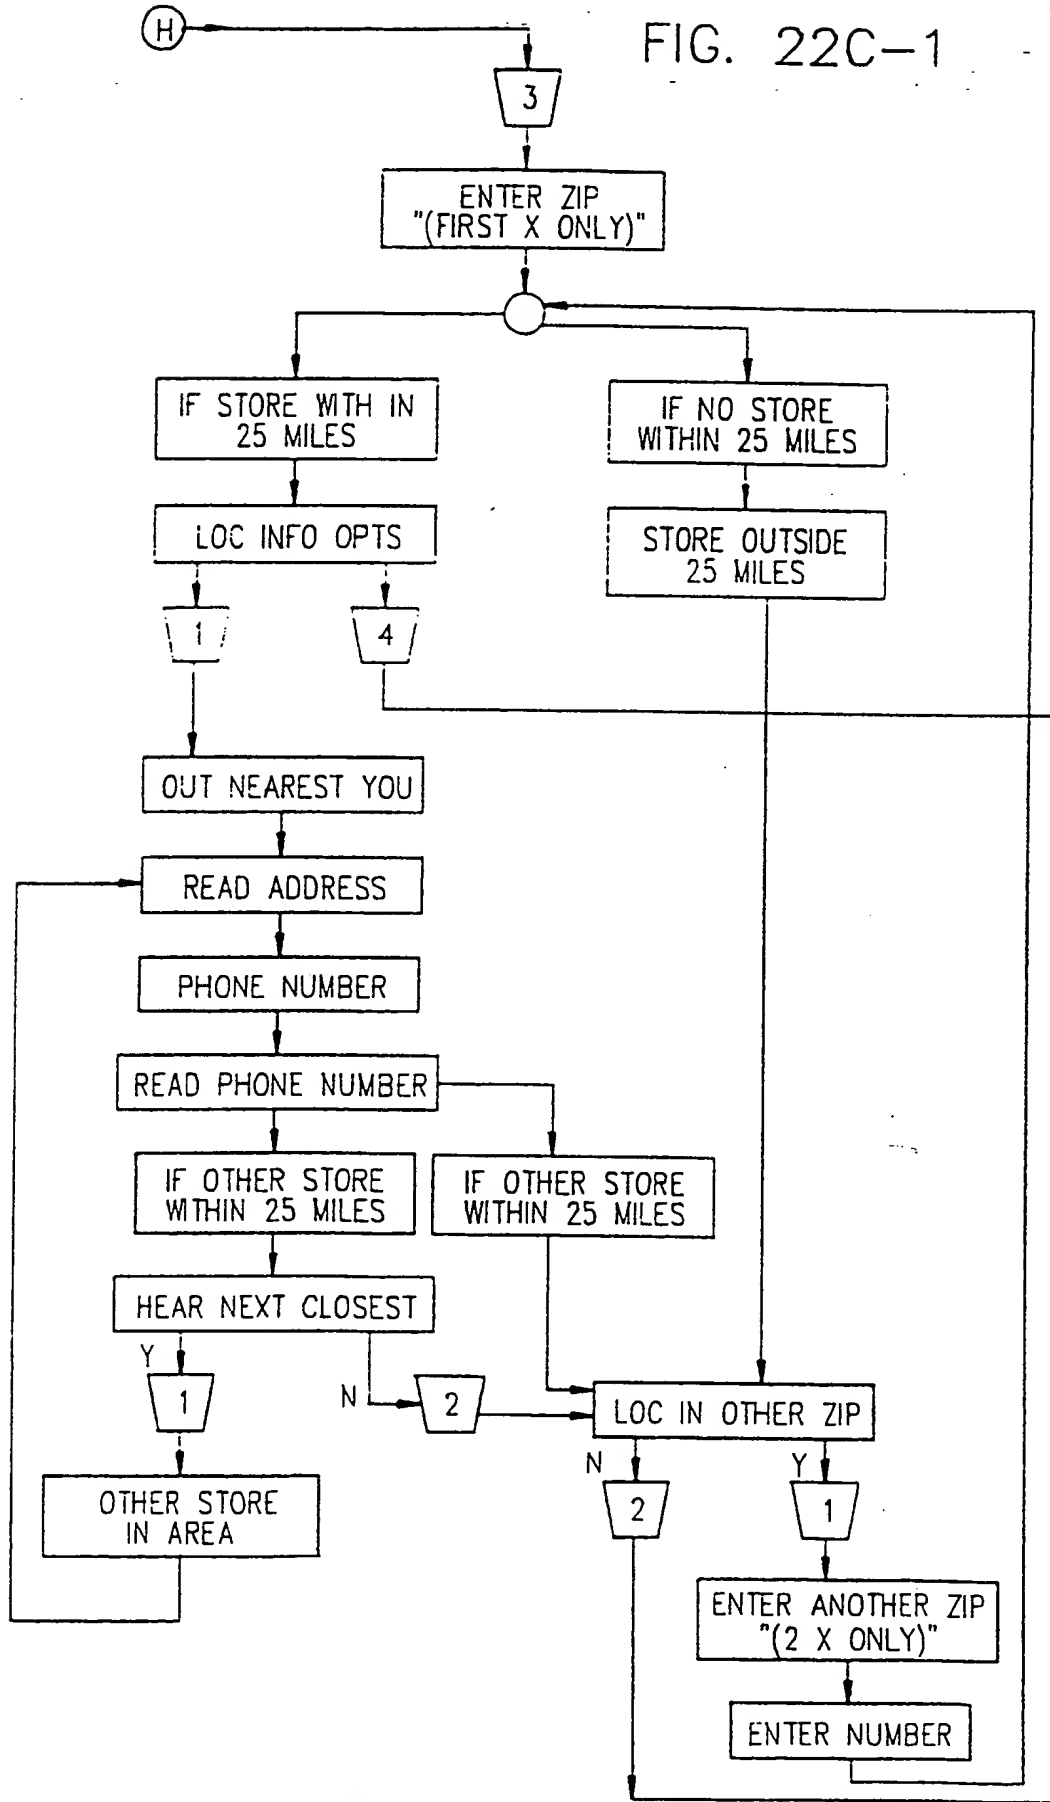 H
FIG. 22C-1
3
ENTER ZIP
"(FIRST X ONLY)"
IF STORE WITH IN
25 MILES
IF NO STORE
WITHIN 25 MILES
LOC INFO OPTS
STORE OUTSIDE
25 MILES
1
4
OUT NEAREST YOU
READ ADDRESS
PHONE NUMBER
READ PHONE NUMBER
IF OTHER STORE
WITHIN 25 MILES
IF OTHER STORE
WITHIN 25 MILES
HEAR NEXT CLOSEST
Y
1
N
2
LOC IN OTHER ZIP
N
2
Y
1
OTHER STORE
IN AREA
ENTER ANOTHER ZIP
"(2 X ONLY)"
ENTER NUMBER